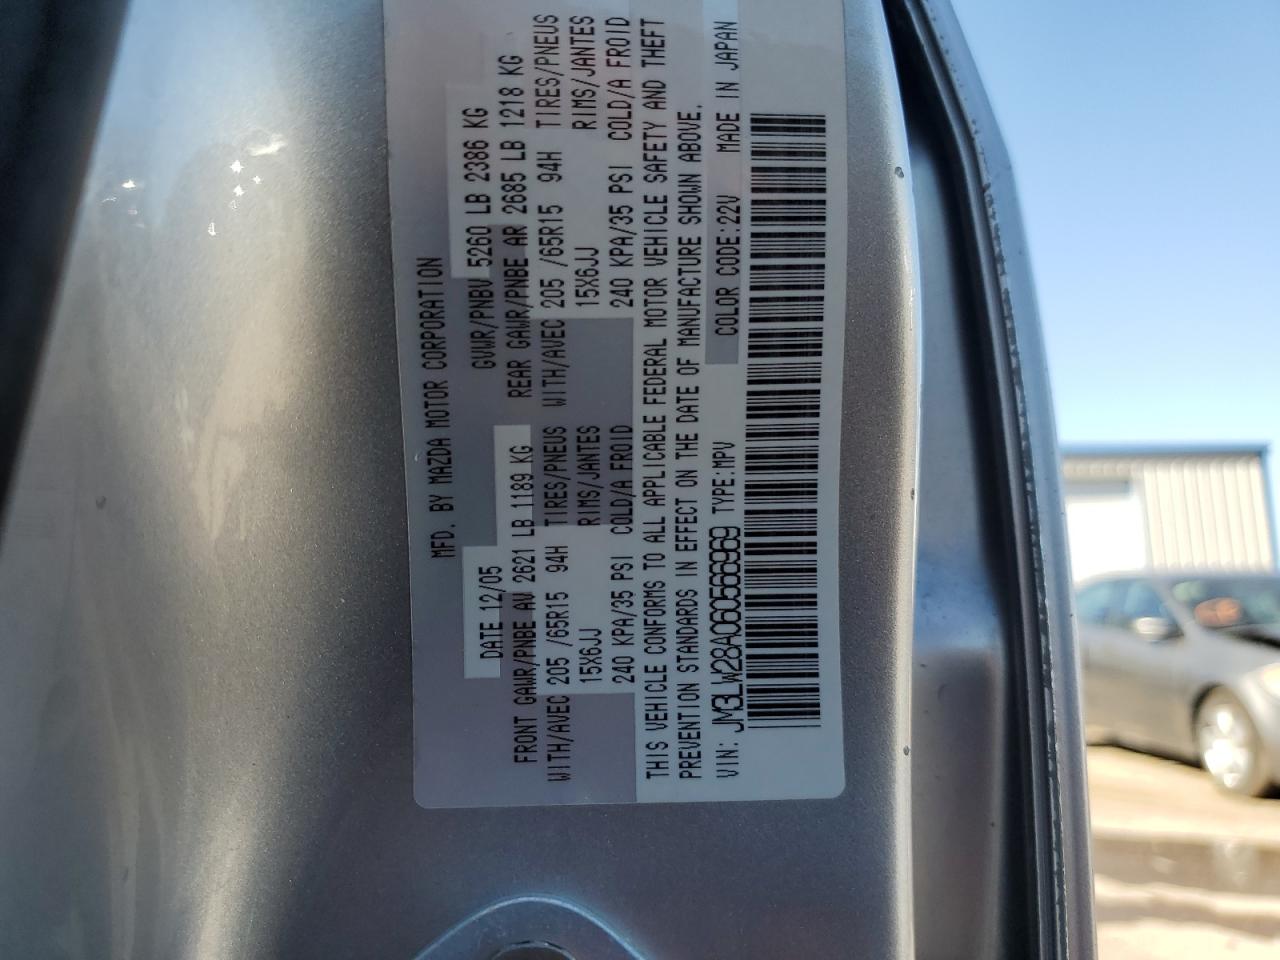 MFD. BY MAZDA MOTOR CORPORATION
DATE 12/05 GVWR/PNBV 5260 LB 2386 KG
FRONT GAWR/PNBE AV 2621 LB 1189 KG REAR GAWR/PNBE AR 2685 LB 1218 KG
WITH/AVEC 205 /65R15 94H TIRES/PNEUS WITH/AVEC 205 /65R15 94H TIRES/PNEUS
15X6JJ RIMS/JANTES 15X6JJ RIMS/JANTES
240 KPA/35 PSI COLD/A FROID 240 KPA/35 PSI COLD/A FROID
THIS VEHICLE CONFORMS TO ALL APPLICABLE FEDERAL MOTOR VEHICLE SAFETY AND THEFT
PREVENTION STANDARDS IN EFFECT ON THE DATE OF MANUFACTURE SHOWN ABOVE.
VIN: JM3LW28A060566969 TYPE:MPV COLOR CODE:22V MADE IN JAPAN